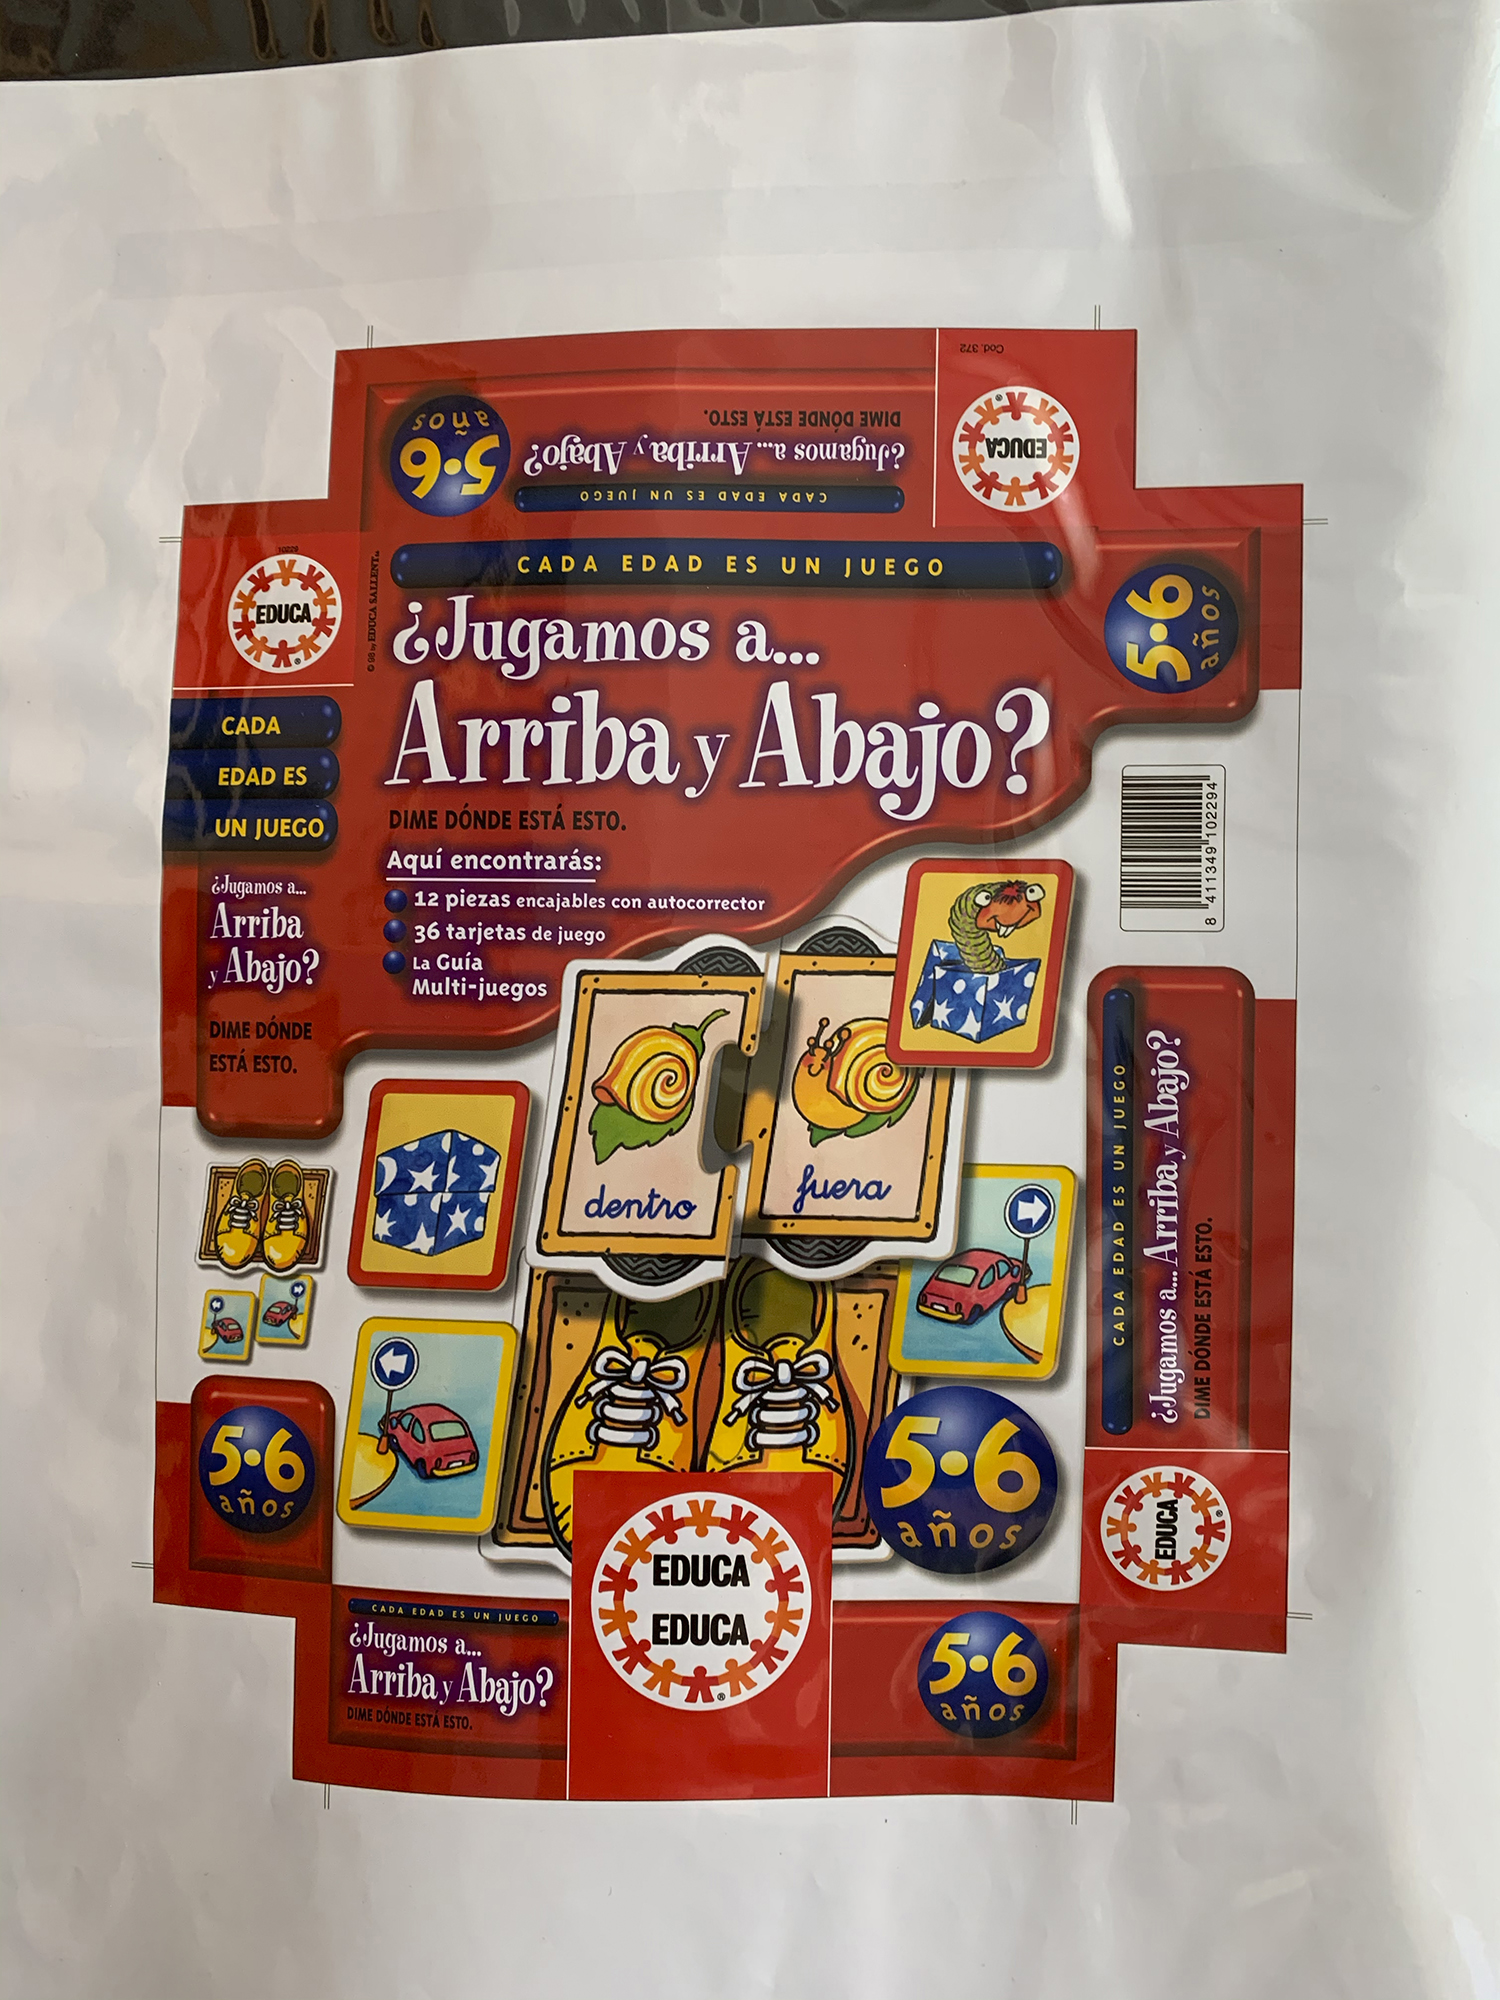 Cod. 372
EDUCA
DIME DÓNDE ESTÁ ESTO.
¿Jugamos a... Arriba y Abajo?
CADA EDAD ES UN JUEGO
5·6
años
EDUCA
© 98 by EDUCA SALLENT
CADA EDAD ES UN JUEGO
5·6
años
¿Jugamos a...
Arriba y Abajo?
DIME DÓNDE ESTÁ ESTO.
Aquí encontrarás:
12 piezas encajables con autocorrector
36 tarjetas de juego
La Guía
Multi-juegos
CADA
EDAD ES
UN JUEGO
¿Jugamos a...
Arriba
y Abajo?
DIME DÓNDE
ESTÁ ESTO.
8 411349 102294
dentro
fuera
CADA EDAD ES UN JUEGO
¿Jugamos a... Arriba y Abajo?
DIME DÓNDE ESTÁ ESTO.
EDUCA
5·6
años
5·6
años
EDUCA
EDUCA
CADA EDAD ES UN JUEGO
¿Jugamos a...
Arriba y Abajo?
DIME DÓNDE ESTÁ ESTO.
5·6
años